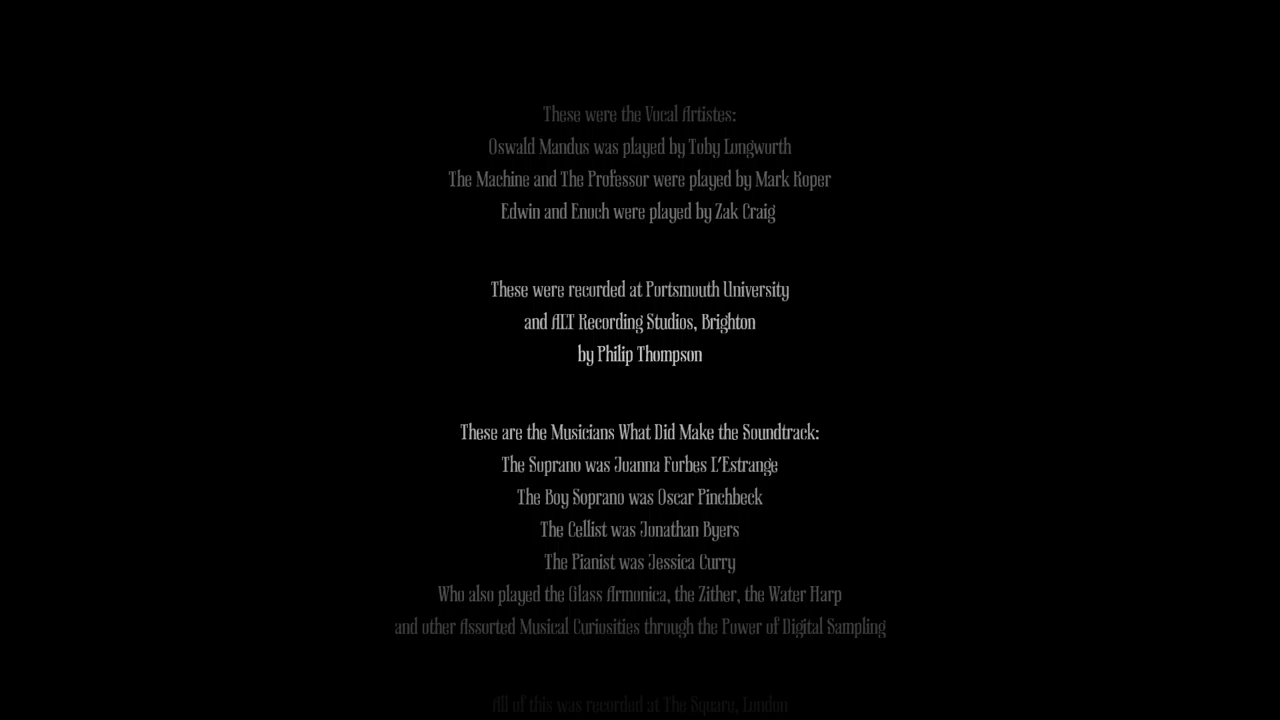 These were the Vocal Artistes:
Oswald Mandus was played by Toby Longworth
The Machine and The Professor were played by Mark Roper
Edwin and Enoch were played by Zak Craig
These were recorded at Portsmouth University
and ALT Recording Studios, Brighton
by Philip Thompson
These are the Musicians What Did Make the Soundtrack:
The Soprano was Joanna Forbes L'Estrange
The Boy Soprano was Oscar Pinchbeck
The Cellist was Jonathan Byers
The Pianist was Jessica Curry
Who also played the Glass Armonica, the Zither, the Water Harp
and other Assorted Musical Curiosities through the Power of Digital Sampling
All of this was recorded at The Square, London